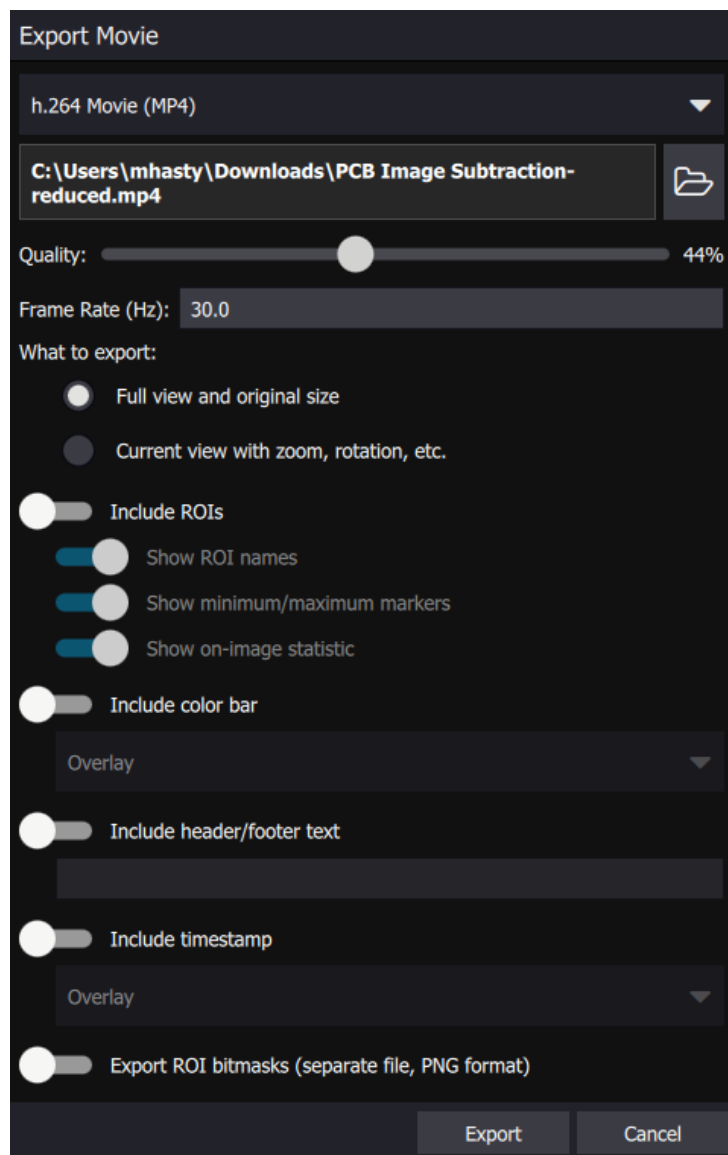 Export Movie
h.264 Movie (MP4)
C:\Users\mhasty\Downloads\PCB Image Subtraction-
reduced.mp4
Quality: 44%
Frame Rate (Hz): 30.0
What to export:
Full view and original size
Current view with zoom, rotation, etc.
Include ROIs
Show ROI names
Show minimum/maximum markers
Show on-image statistic
Include color bar
Overlay
Include header/footer text
Include timestamp
Overlay
Export ROI bitmasks (separate file, PNG format)
Export Cancel